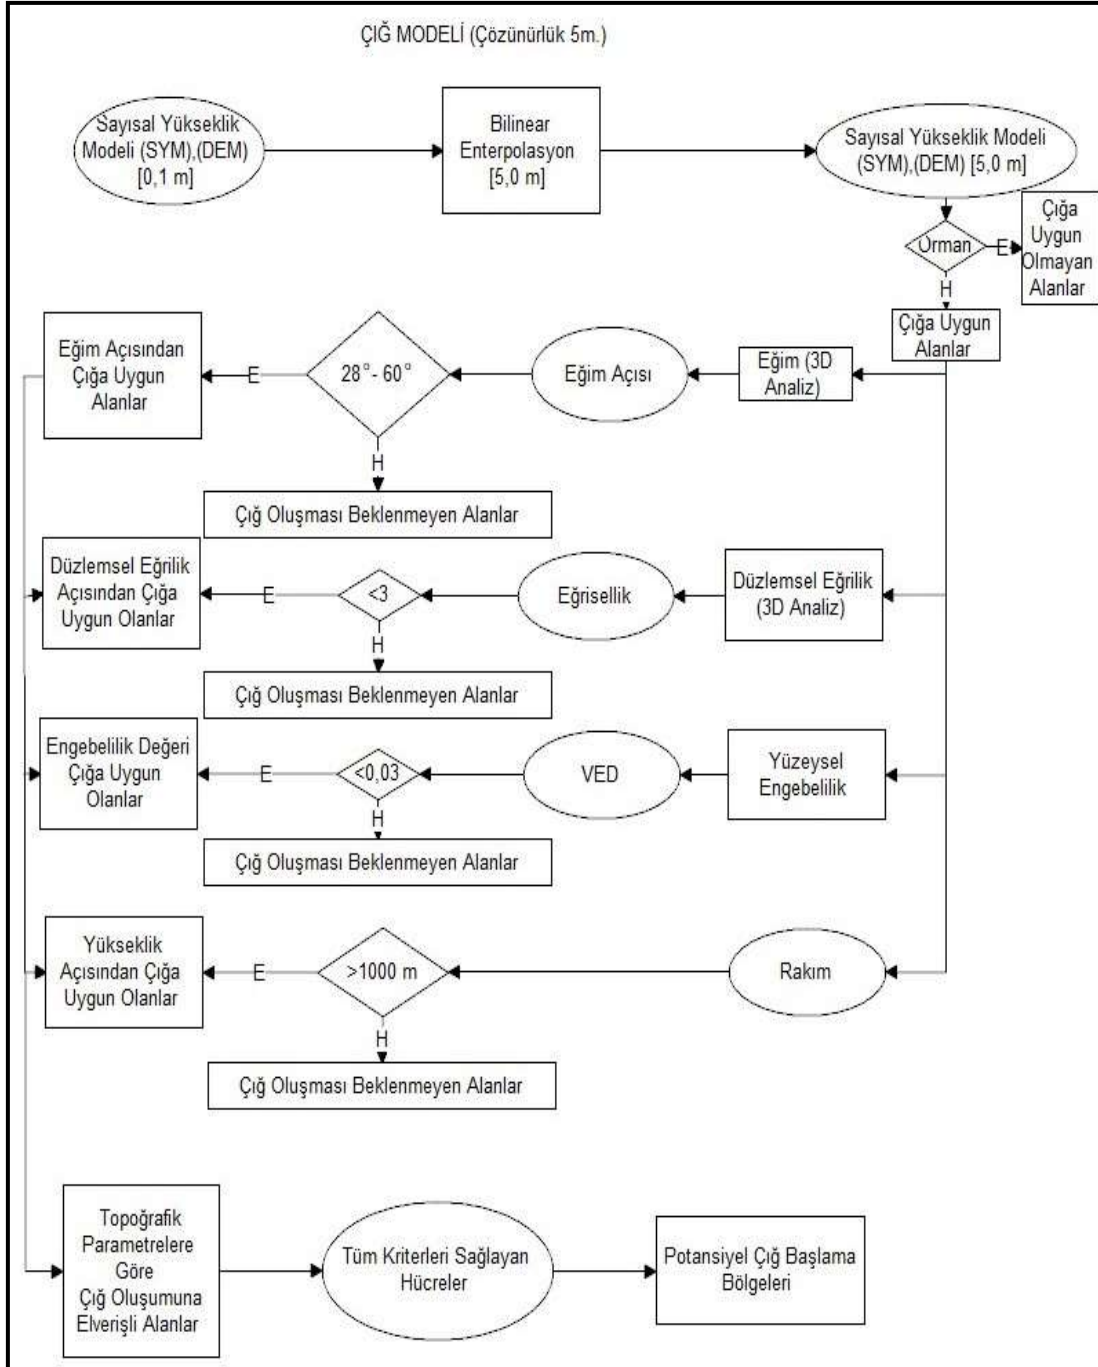 ÇIĞ MODELİ (Çözünürlük 5m.)
Sayısal Yükseklik
Modeli (SYM),(DEM)
[0,1 m]
Bilinear
Enterpolasyon
[5,0 m]
Sayısal Yükseklik Modeli
(SYM),(DEM) [5,0 m]
Orman
E
Çığa
Uygun
Olmayan
Alanlar
H
Çığa Uygun
Alanlar
Eğim (3D
Analiz)
Eğim Açısı
28°- 60°
E
Eğim Açısından
Çığa Uygun
Alanlar
H
Çığ Oluşması Beklenmeyen Alanlar
Düzlemsel Eğrilik
(3D Analiz)
Eğrisellik
<3
E
Düzlemsel Eğrilik
Açısından Çığa
Uygun Olanlar
H
Çığ Oluşması Beklenmeyen Alanlar
Yüzeysel
Engebelilik
VED
<0,03
E
Engebelilik Değeri
Çığa Uygun
Olanlar
H
Çığ Oluşması Beklenmeyen Alanlar
Rakım
>1000 m
E
Yükseklik
Açısından Çığa
Uygun Olanlar
H
Çığ Oluşması Beklenmeyen Alanlar
Topoğrafik
Parametrelere
Göre
Çığ Oluşumuna
Elverişli Alanlar
Tüm Kriterleri Sağlayan
Hücreler
Potansiyel Çığ Başlama
Bölgeleri